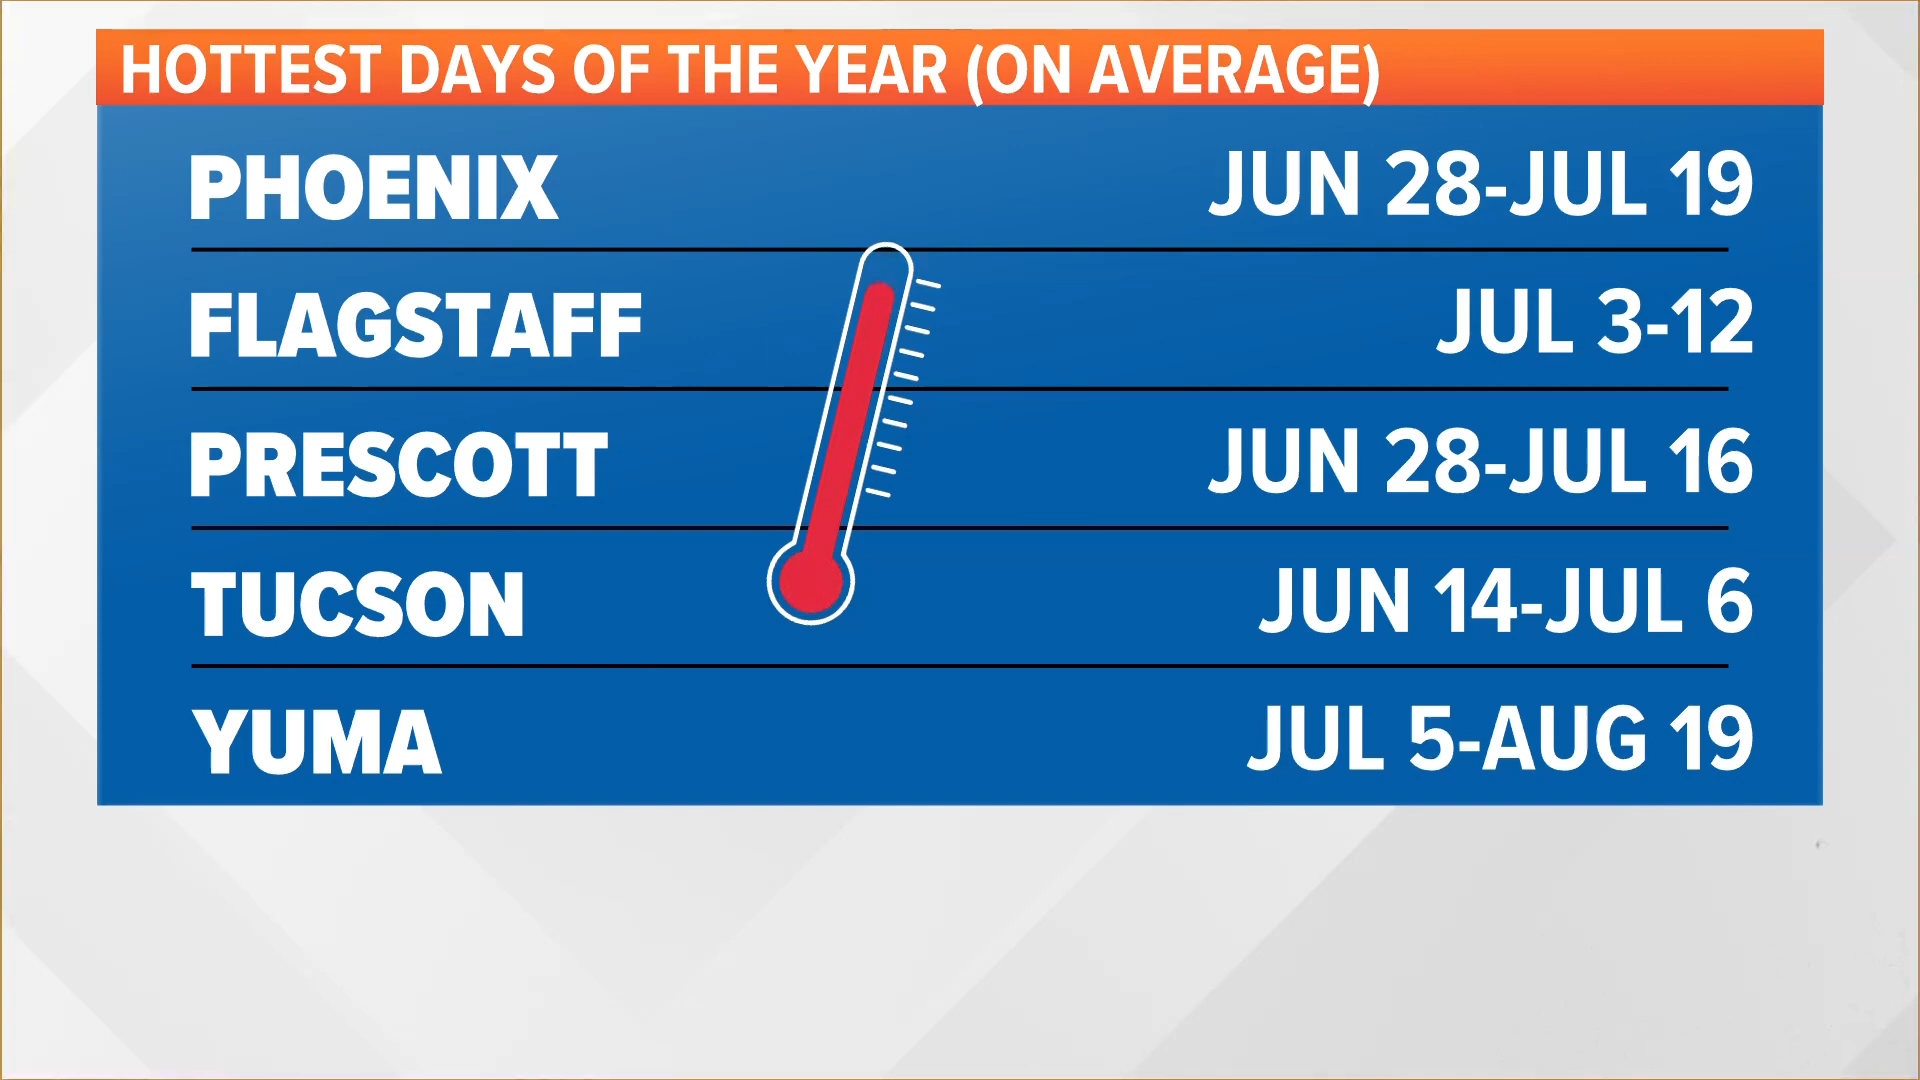 HOTTEST DAYS OF THE YEAR (ON AVERAGE)
PHOENIX JUN 28-JUL 19
FLAGSTAFF JUL 3-12
PRESCOTT JUN 28-JUL 16
TUCSON JUN 14-JUL 6
YUMA JUL 5-AUG 19